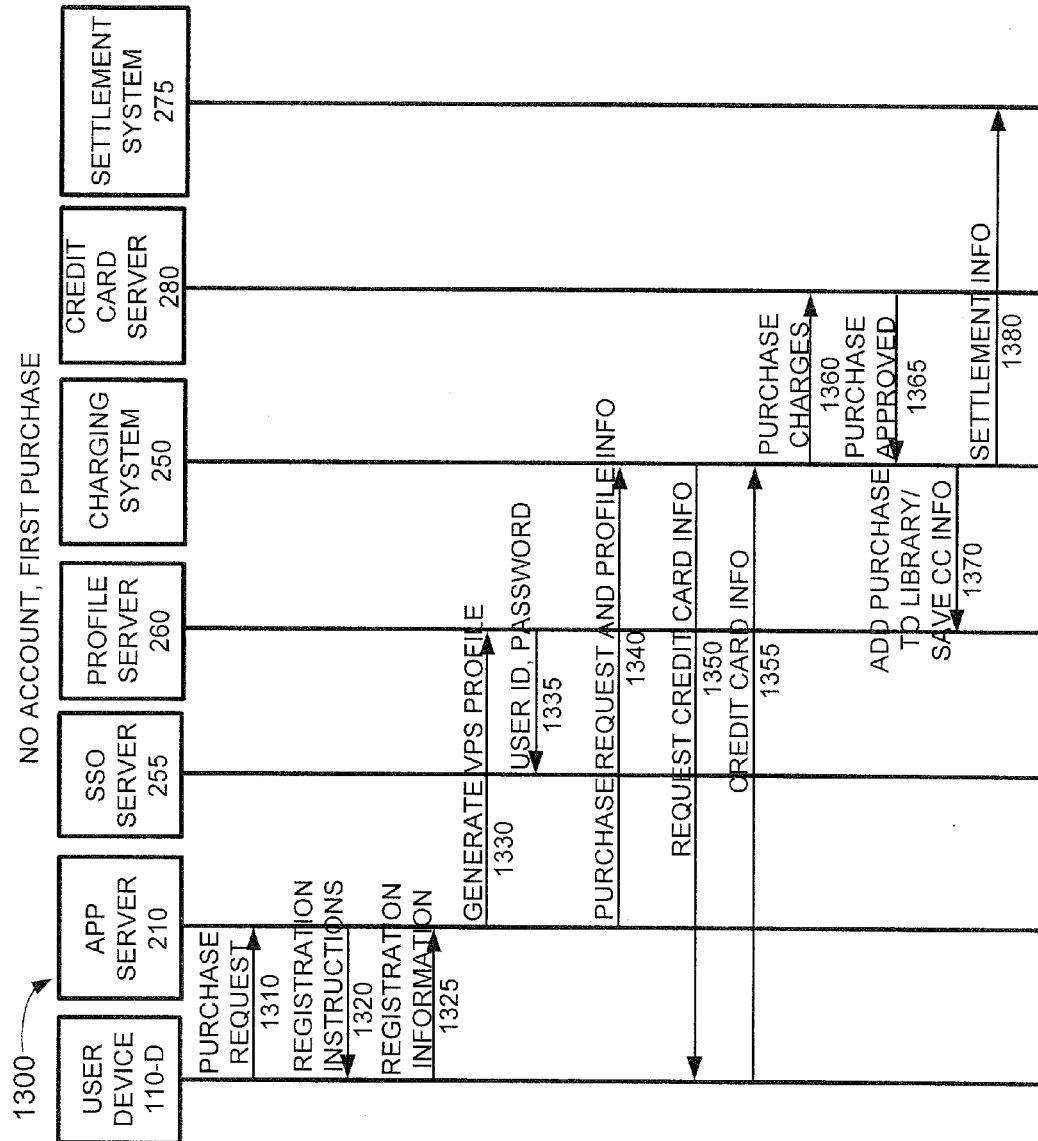 NO ACCOUNT, FIRST PURCHASE
1300
USER
DEVICE
110-D
APP
SERVER
210
SSO
SERVER
255
PROFILE
SERVER
260
CHARGING
SYSTEM
250
CREDIT
CARD
SERVER
280
SETTLEMENT
SYSTEM
275
PURCHASE
REQUEST
1310
REGISTRATION
INSTRUCTIONS
1320
REGISTRATION
INFORMATION
1325
GENERATE VPS PROFILE
1330
USER ID, PASSWORD
1335
PURCHASE REQUEST AND PROFILE INFO
1340
REQUEST CREDIT CARD INFO
1350
CREDIT CARD INFO
1355
PURCHASE
CHARGES
1360
PURCHASE
APPROVED
1365
ADD PURCHASE
TO LIBRARY/
SAVE CC INFO
1370
SETTLEMENT INFO
1380